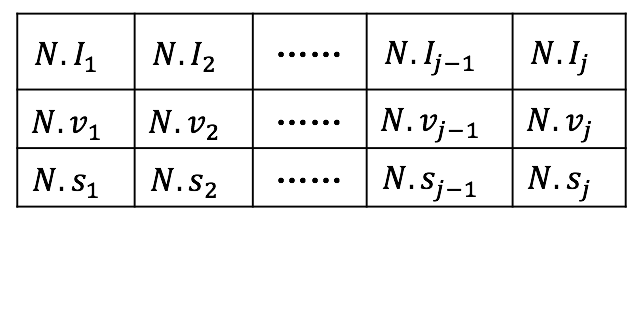 N.I₁ N.I₂ …… N.Iⱼ₋₁ N.Iⱼ
N.v₁ N.v₂ …… N.vⱼ₋₁ N.vⱼ
N.s₁ N.s₂ …… N.sⱼ₋₁ N.sⱼ